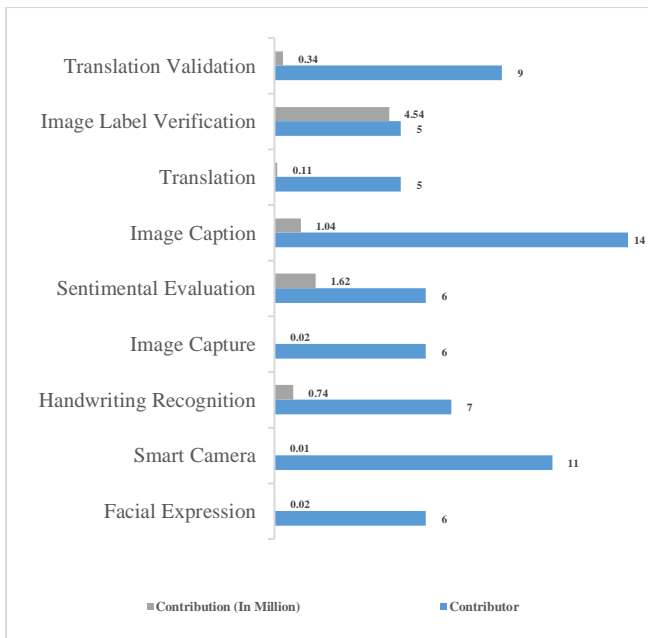 0.34
Translation Validation
9
4.54
Image Label Verification
5
0.11
Translation
5
1.04
Image Caption
14
1.62
Sentimental Evaluation
6
0.02
Image Capture
6
0.74
Handwriting Recognition
7
0.01
Smart Camera
11
0.02
Facial Expression
6
Contribution (In Million) Contributor